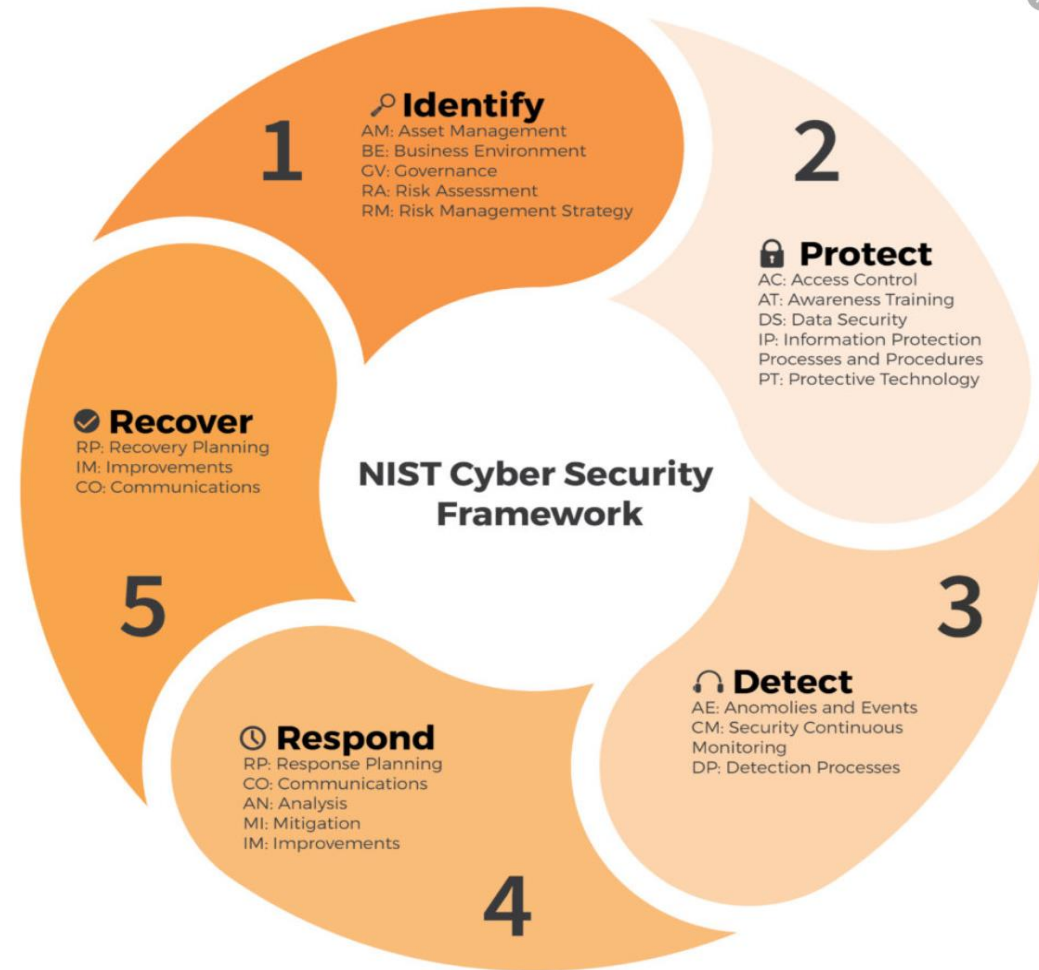 1
Identify
AM: Asset Management
BE: Business Environment
GV: Governance
RA: Risk Assessment
RM: Risk Management Strategy
2
Protect
AC: Access Control
AT: Awareness Training
DS: Data Security
IP: Information Protection
Processes and Procedures
PT: Protective Technology
NIST Cyber Security
Framework
3
Detect
AE: Anomolies and Events
CM: Security Continuous
Monitoring
DP: Detection Processes
4
Respond
RP: Response Planning
CO: Communications
AN: Analysis
MI: Mitigation
IM: Improvements
5
Recover
RP: Recovery Planning
IM: Improvements
CO: Communications